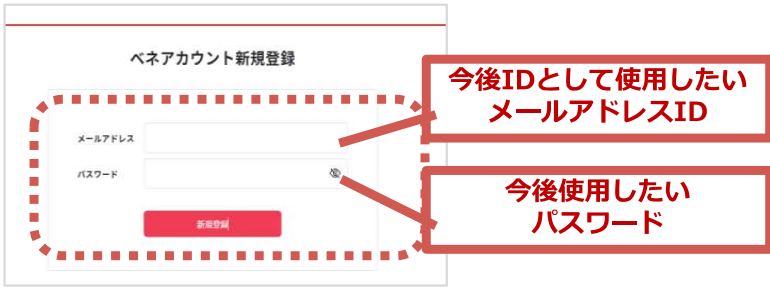 ベネアカウント新規登録
今後IDとして使用したい
メールアドレスID
メールアドレス
パスワード
今後使用したい
パスワード
新規登録